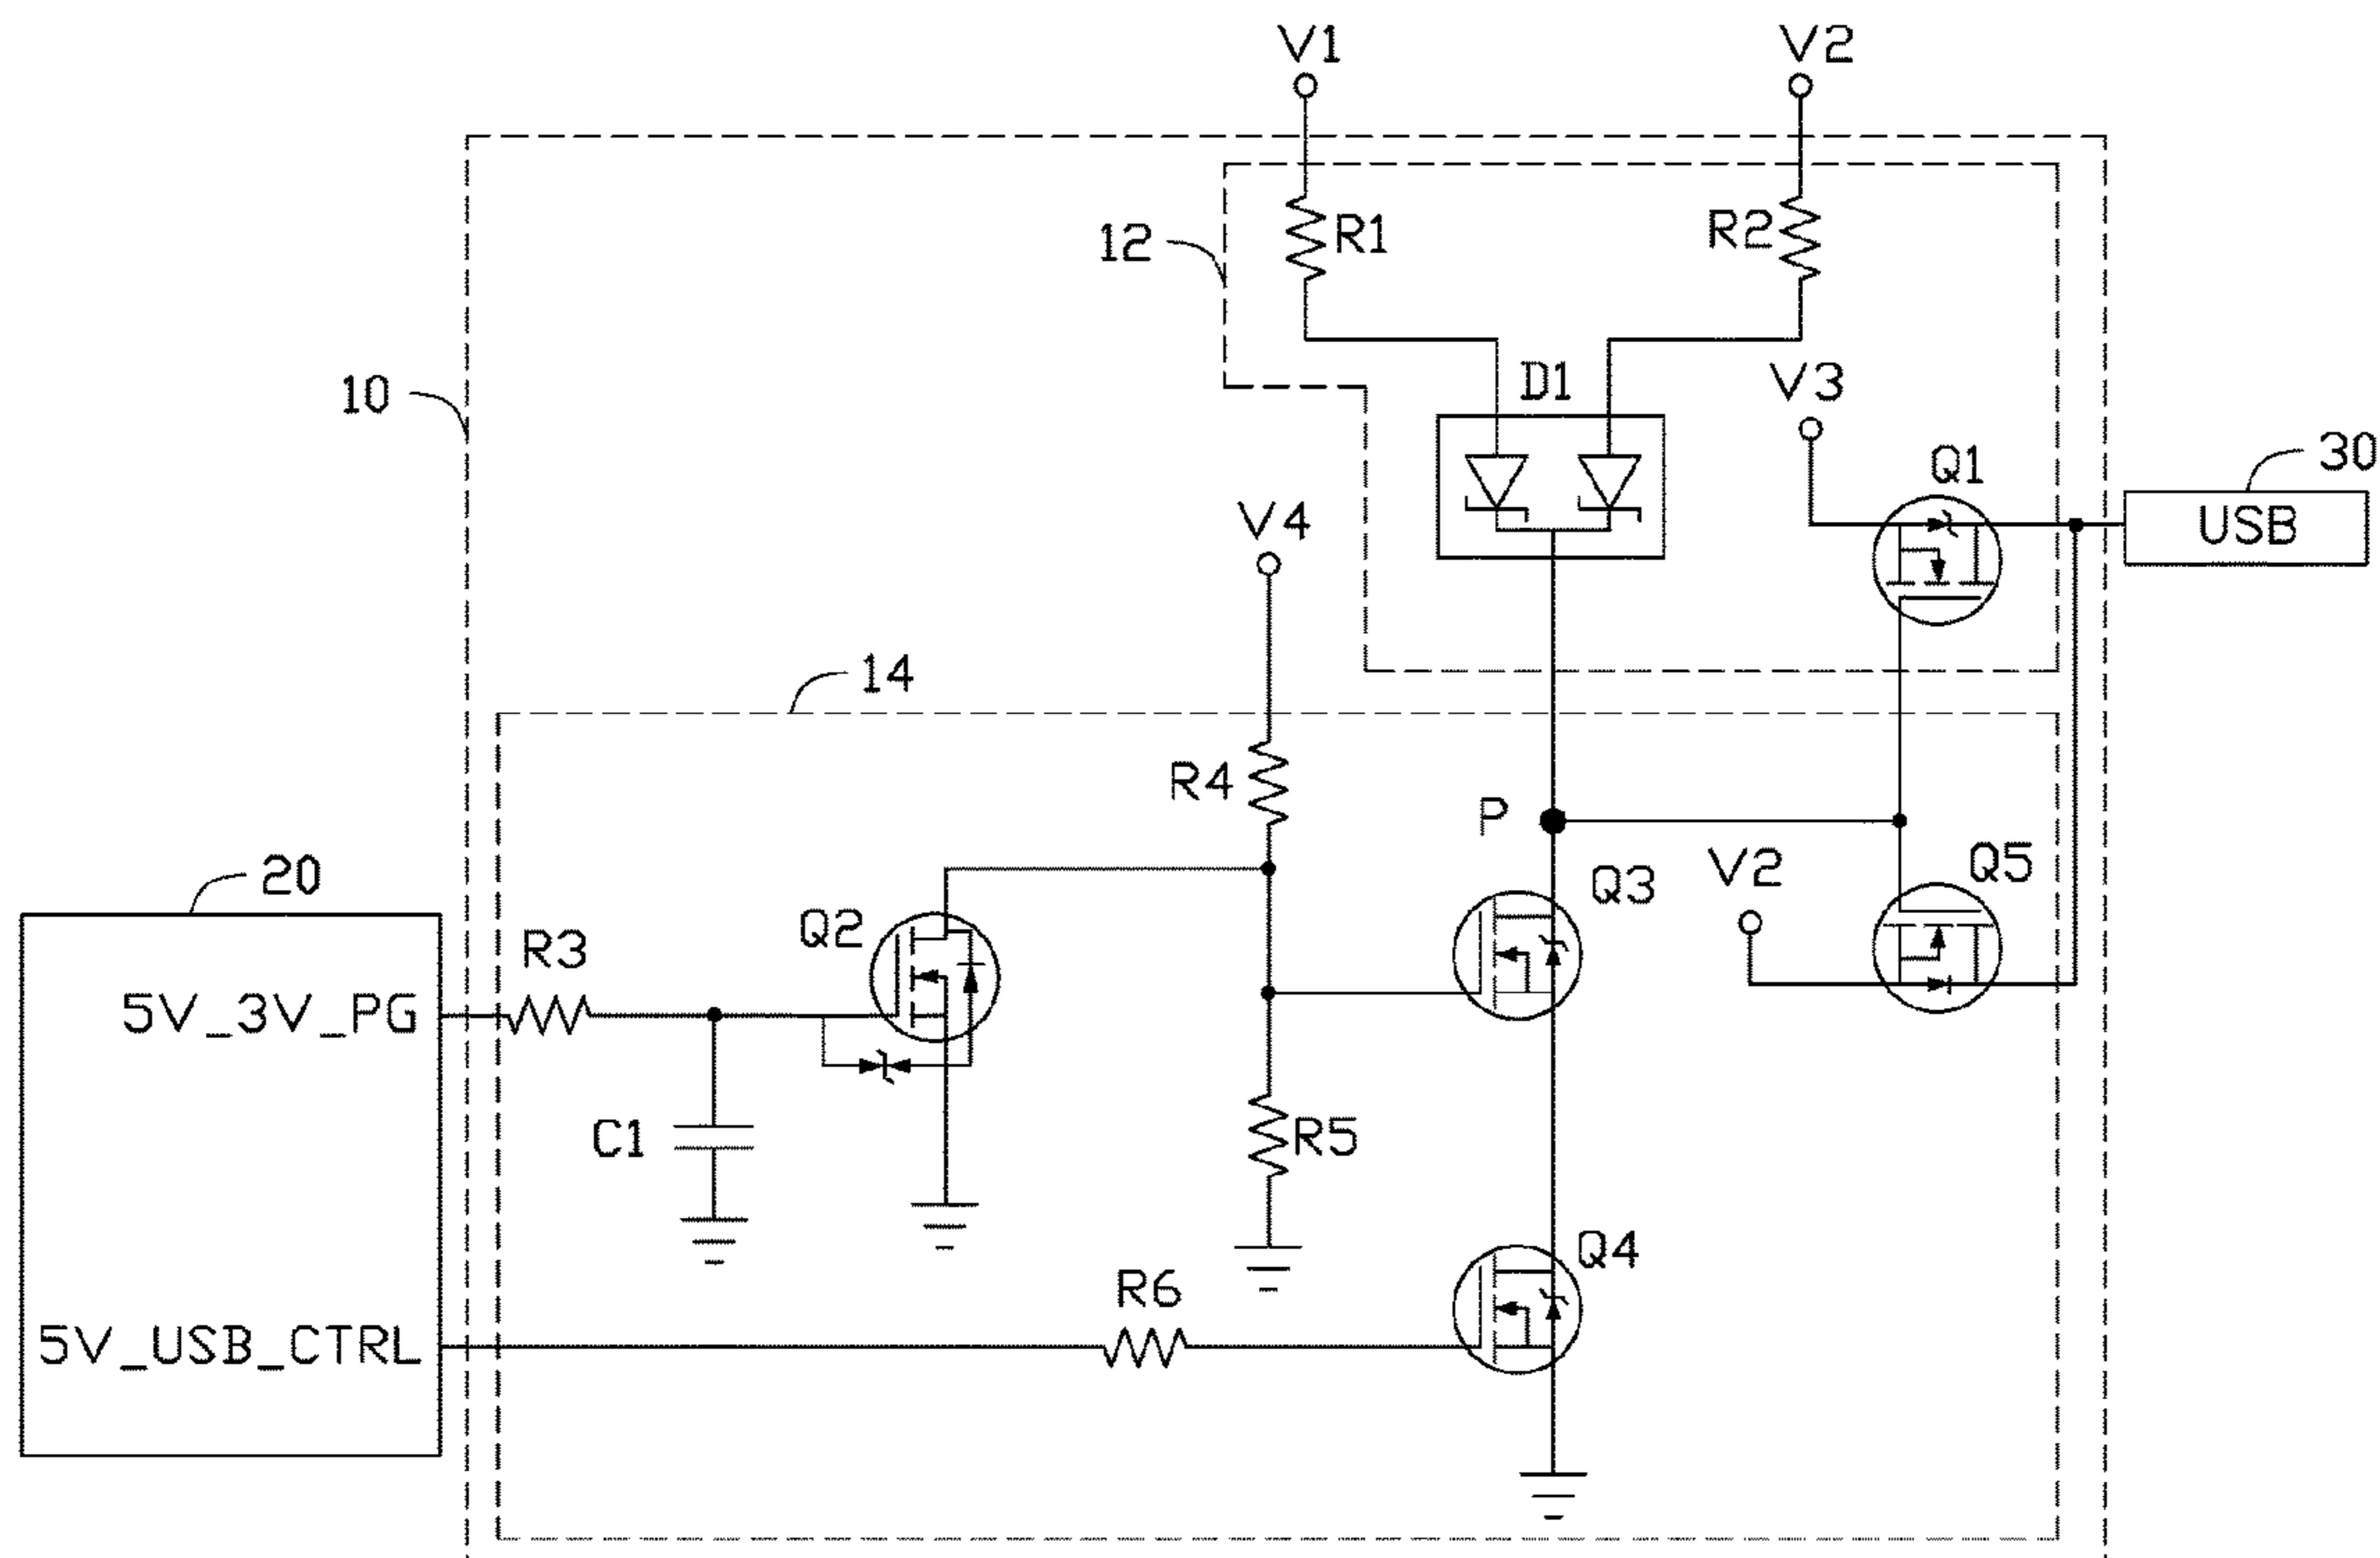 V1
V2
12
R1
R2
10
D1
V3
Q1
30
USB
V4
14
R4
P
Q3
V2
Q5
20
R3
Q2
5V_3V_PG
C1
R5
Q4
R6
5V_USB_CTRL